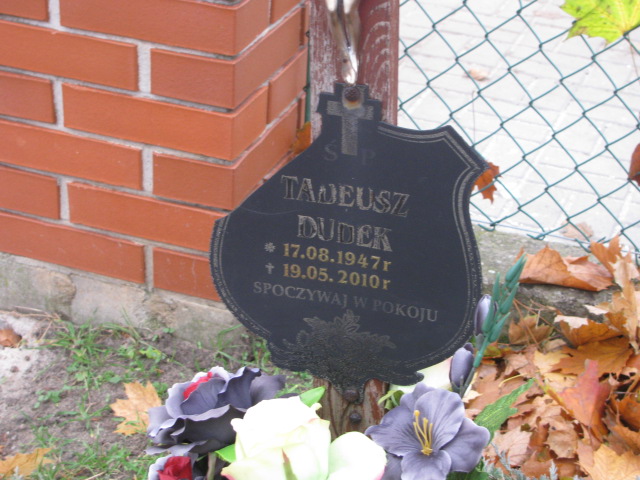 Ś P
TADEUSZ
DUDEK
* 17.08.1947r
† 19.05.2010r
SPOCZYWAJ W POKOJU